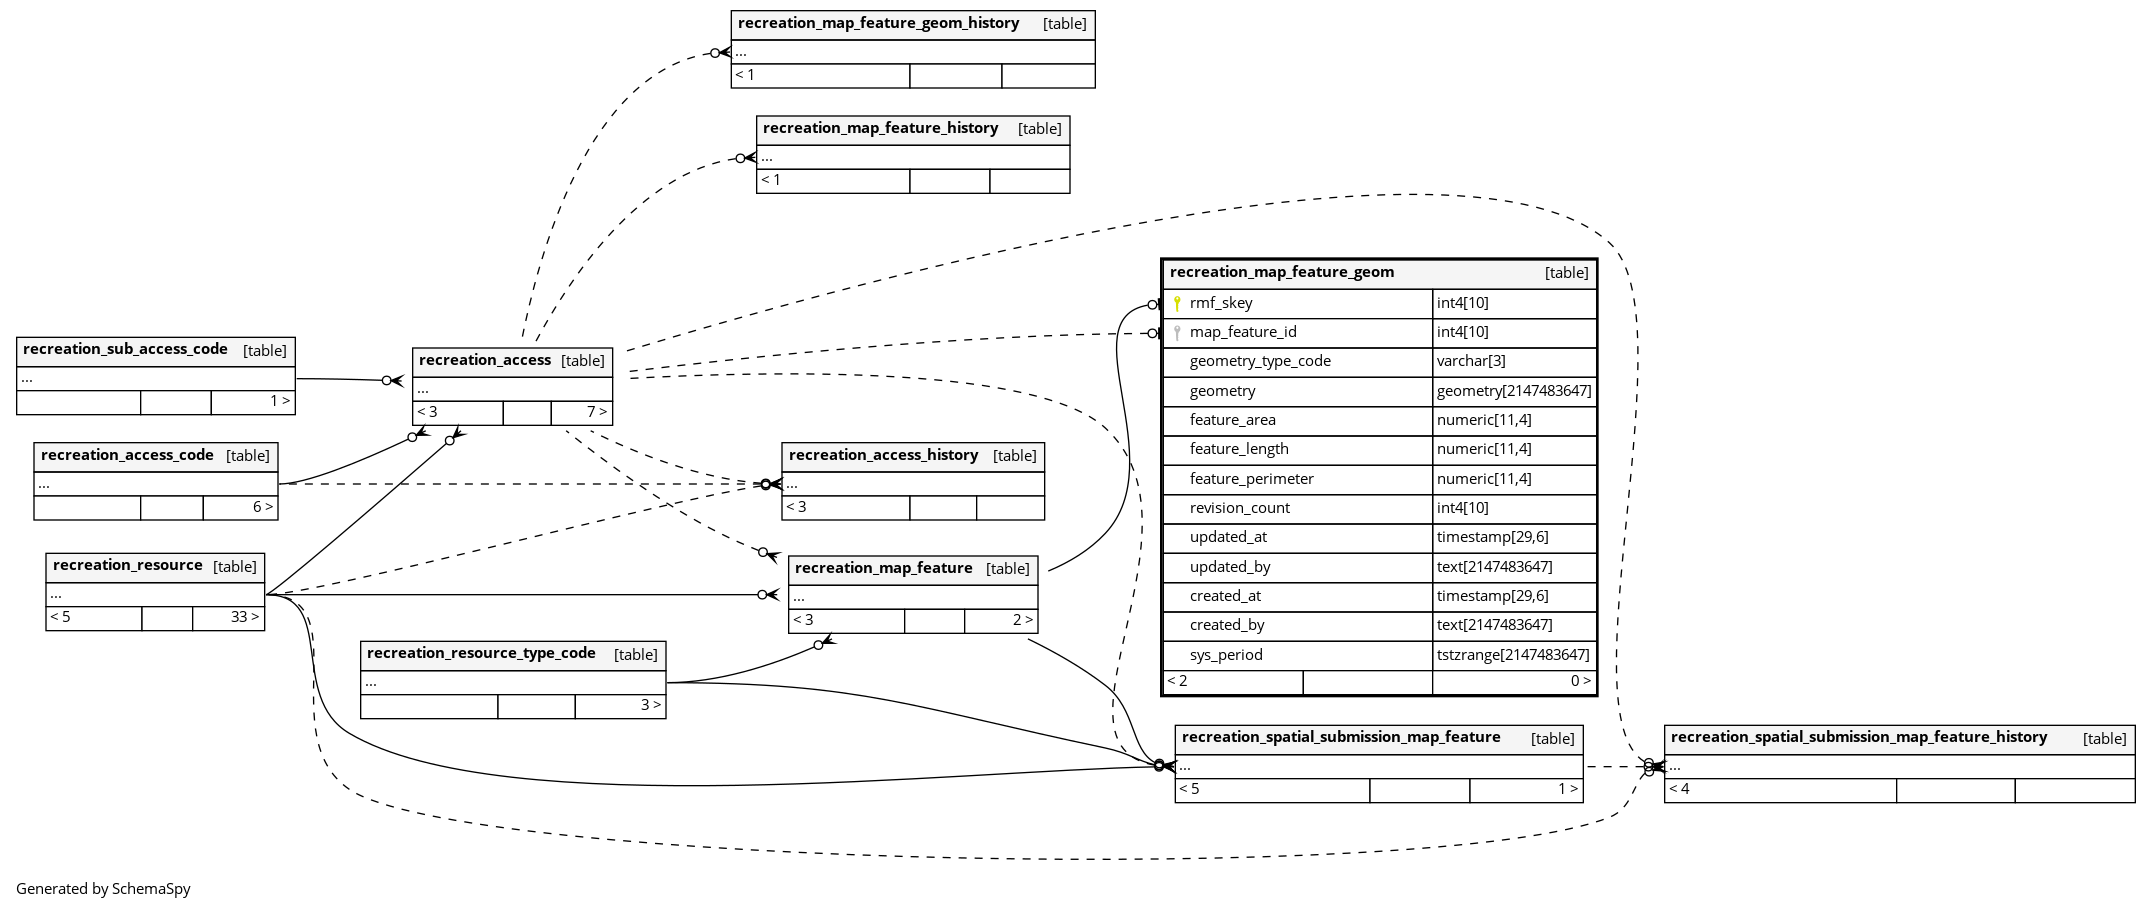 recreation_map_feature_geom_history [table]
...
< 1
recreation_map_feature_history [table]
...
< 1
recreation_map_feature_geom [table]
rmf_skey int4[10]
map_feature_id int4[10]
geometry_type_code varchar[3]
geometry geometry[2147483647]
feature_area numeric[11,4]
feature_length numeric[11,4]
feature_perimeter numeric[11,4]
revision_count int4[10]
updated_at timestamp[29,6]
updated_by text[2147483647]
created_at timestamp[29,6]
created_by text[2147483647]
sys_period tstzrange[2147483647]
< 2 0 >
recreation_sub_access_code [table]
...
1 >
recreation_access [table]
...
< 3 7 >
recreation_access_code [table]
...
6 >
recreation_access_history [table]
...
< 3
recreation_resource [table]
...
< 5 33 >
recreation_map_feature [table]
...
< 3 2 >
recreation_resource_type_code [table]
...
3 >
recreation_spatial_submission_map_feature [table]
...
< 5 1 >
recreation_spatial_submission_map_feature_history [table]
...
< 4
Generated by SchemaSpy